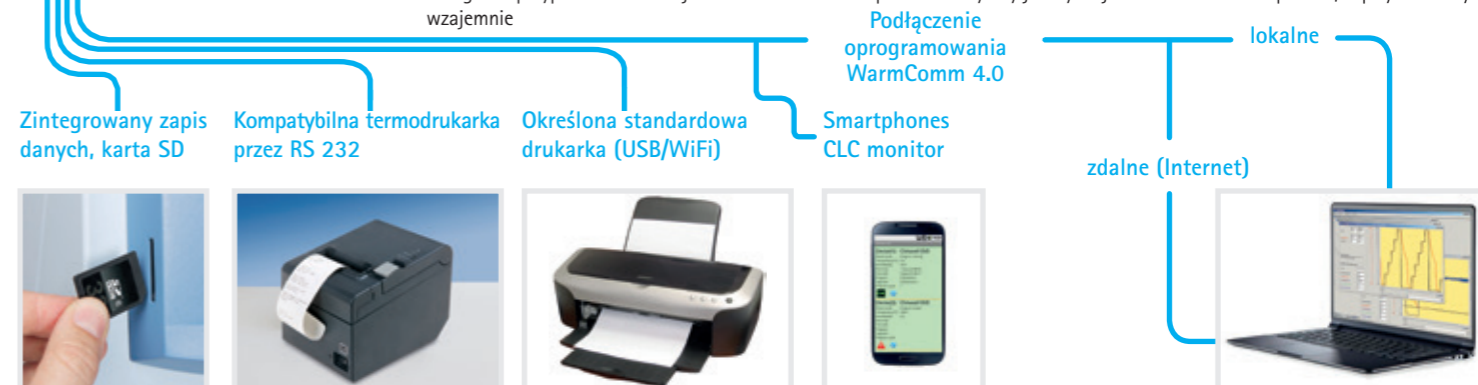 wzajemnie
Podłączenie
oprogramowania
WarmComm 4.0
lokalne
Zintegrowany zapis
danych, karta SD
Kompatybilna termodrukarka
przez RS 232
Określona standardowa
drukarka (USB/WiFi)
Smartphones
CLC monitor
zdalne (Internet)